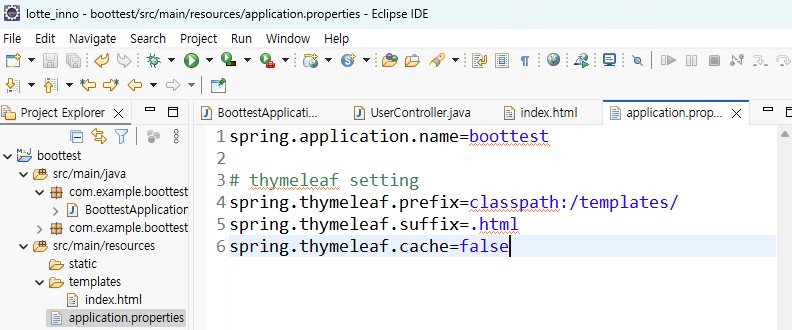 lotte_inno - boottest/src/main/resources/application.properties - Eclipse IDE
File Edit Navigate Search Project Run Window Help
Project Explorer
BoottestApplicati...
UserController.java
index.html
application.prop...
boottest
src/main/java
com.example.boottest
BoottestApplication
com.example.boottest
src/main/resources
static
templates
index.html
application.properties
1 spring.application.name=boottest
2
3 # thymeleaf setting
4 spring.thymeleaf.prefix=classpath:/templates/
5 spring.thymeleaf.suffix=.html
6 spring.thymeleaf.cache=false